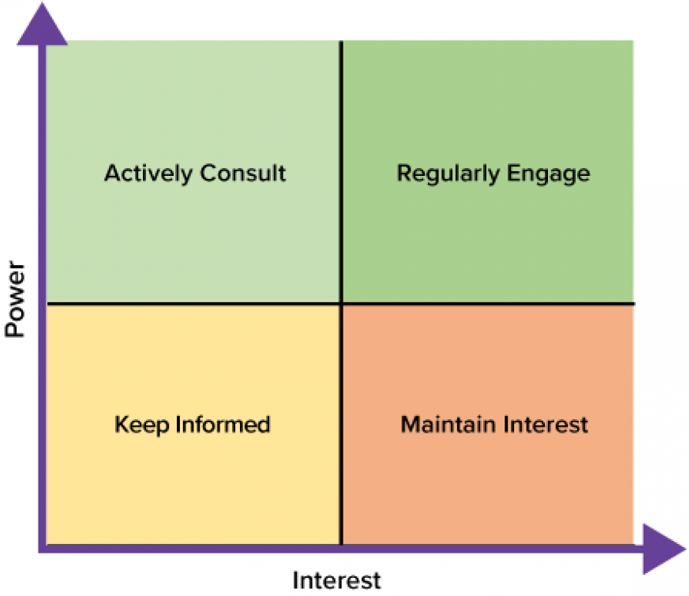 Actively Consult
Regularly Engage
Power
Keep Informed
Maintain Interest
Interest